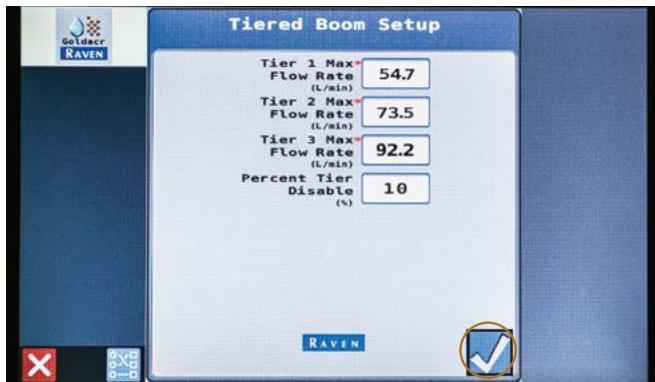 Goldacr
RAVEN
Tiered Boom Setup
Tier 1 Max*
Flow Rate
(L/min)
54.7
Tier 2 Max*
Flow Rate
(L/min)
73.5
Tier 3 Max*
Flow Rate
(L/min)
92.2
Percent Tier
Disable
(%)
10
RAVEN